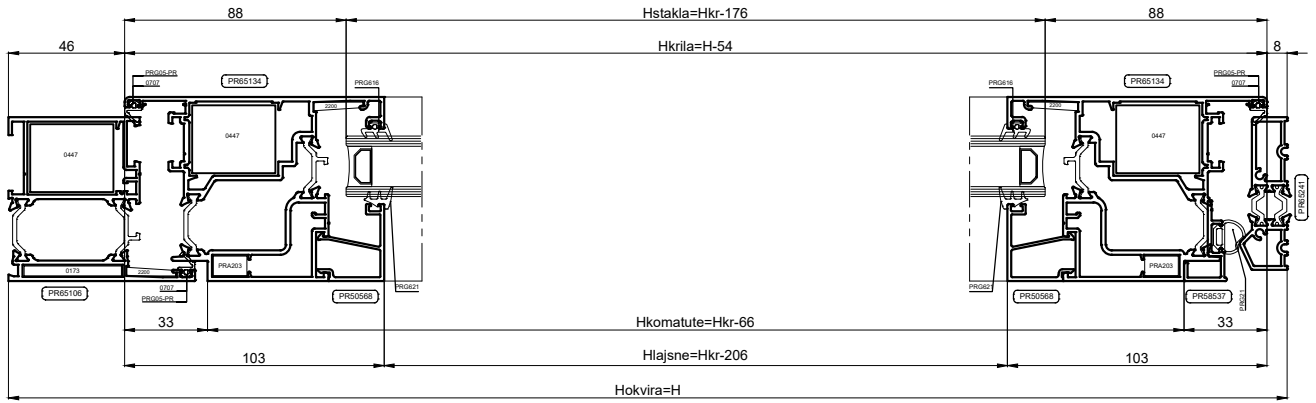 88
Hstakla=Hkr-176
88
46
Hkrila=H-54
8
PRG05-PR
0707
PR65134
PRG616
PRG616
PR65134
PRG05-PR
0707
2200
2200
0447
0447
0447
PR65241
0173
2200
PRA203
PRA203
PR65106
0707
PRG05-PR
PR50568
PRG621
PRG621
PR50568
PR58537
PRG21
33
Hkomatute=Hkr-66
33
103
Hlajsne=Hkr-206
103
Hokvira=H